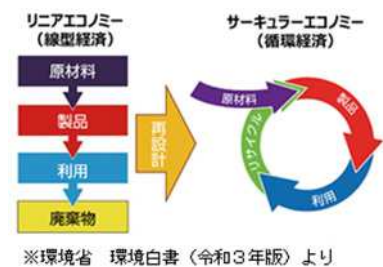 リニアエコノミー
（線型経済）
原材料
製品
利用
廃棄物
再設計
サーキュラーエコノミー
（循環経済）
原材料
製品
利用
リサイクル
※環境省　環境白書（令和３年版）より